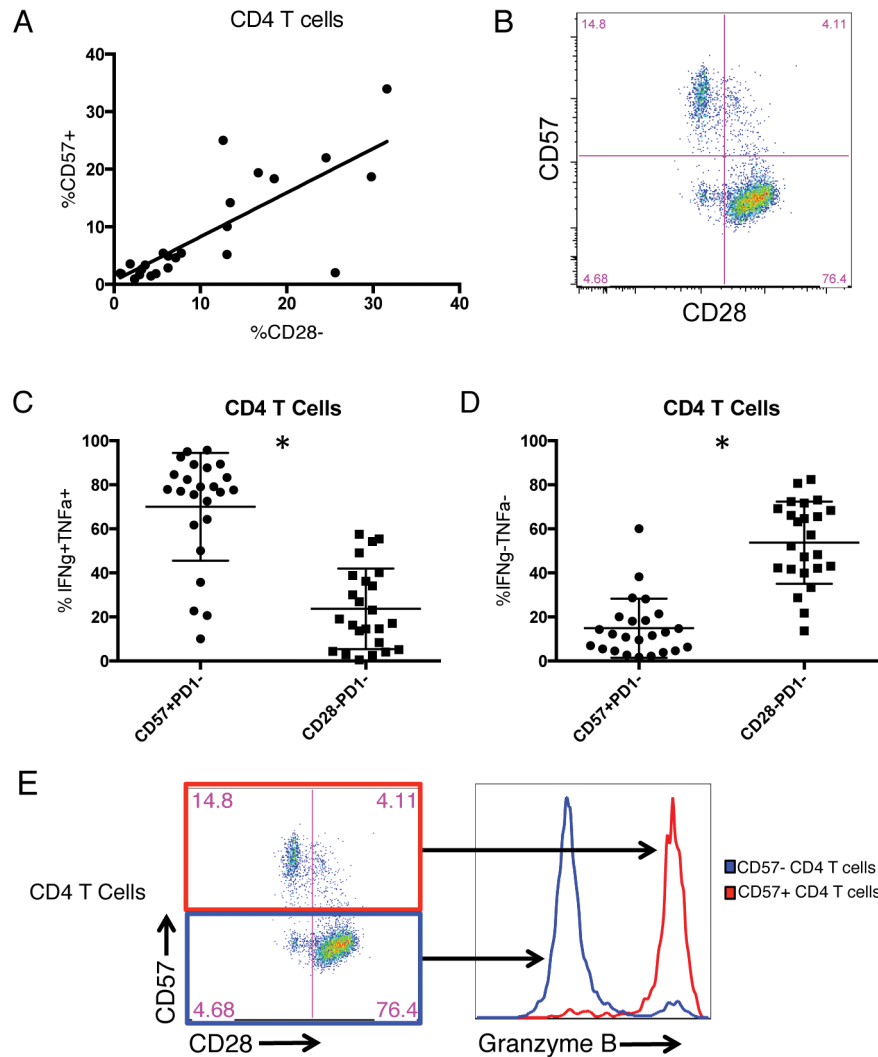 A
CD4 T cells
40
30
20
10
0
%CD57+
0 10 20 30 40
%CD28-
B
14.8 4.11
CD57
4.68 76.4
CD28
C
CD4 T Cells
*
100
80
60
40
20
0
% IFNg+TNFa+
CD57+PD1- CD28-PD1-
D
CD4 T Cells
*
100
80
60
40
20
0
%IFNg-TNFa-
CD57+PD1- CD28-PD1-
E
14.8 4.11
CD4 T Cells
CD57
4.68 76.4
CD28
CD57- CD4 T cells
CD57+ CD4 T cells
Granzyme B